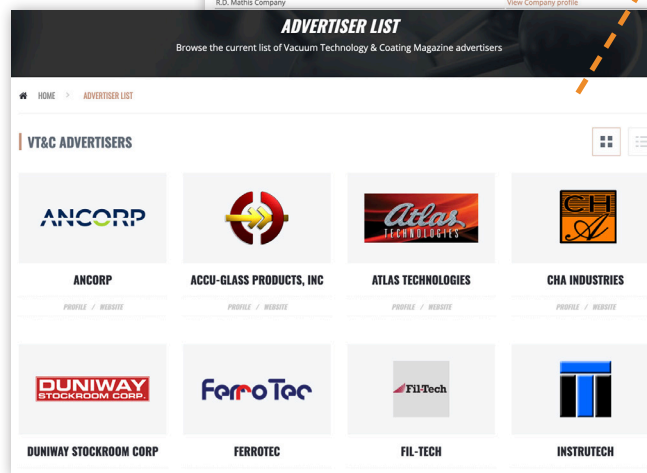 R.D. Mathis Company View Company profile
ADVERTISER LIST
Browse the current list of Vacuum Technology & Coating Magazine advertisers
HOME > ADVERTISER LIST
VT&C ADVERTISERS
ANCORP
Atlas
TECHNOLOGIES
CH
A
ANCORP ACCU-GLASS PRODUCTS, INC ATLAS TECHNOLOGIES CHA INDUSTRIES
PROFILE / WEBSITE PROFILE / WEBSITE PROFILE / WEBSITE PROFILE / WEBSITE
DUNIWAY
STOCKROOM CORP.
FerroTec
Fil-Tech
DUNIWAY STOCKROOM CORP FERROTEC FIL-TECH INSTRUTECH